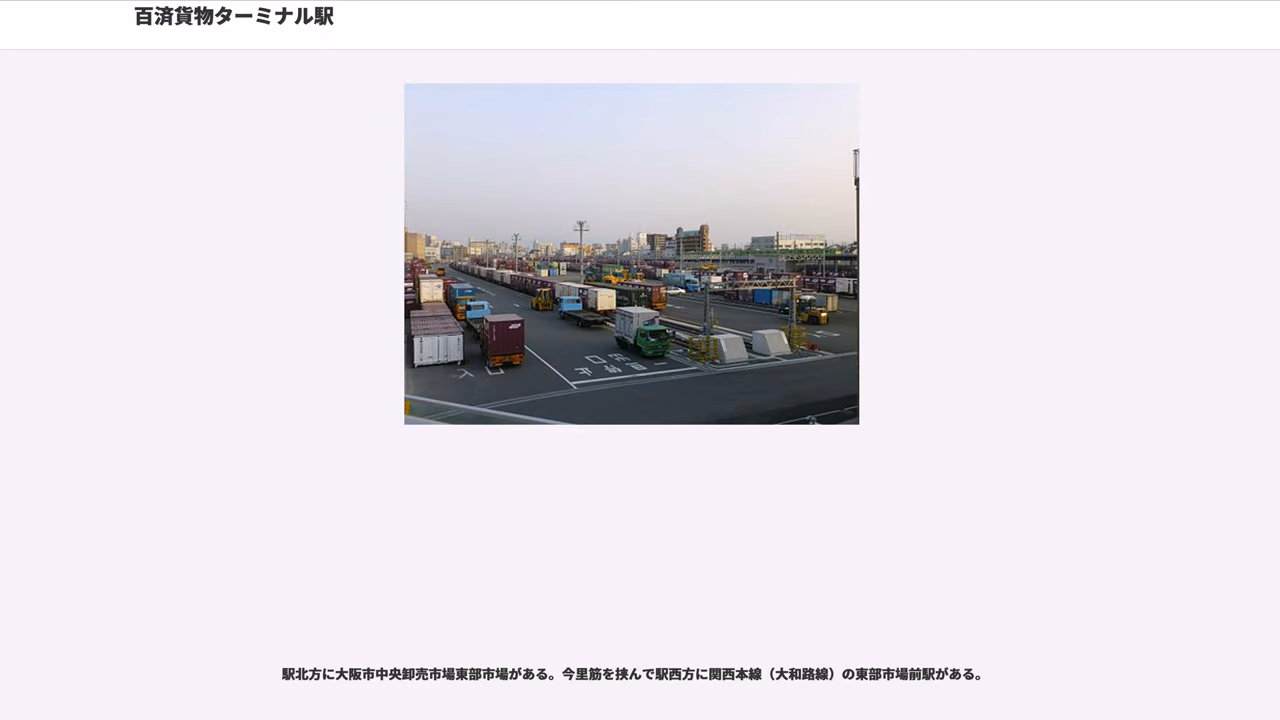 百済貨物ターミナル駅
駅北方に大阪市中央卸売市場東部市場がある。今里筋を挟んで駅西方に関西本線（大和路線）の東部市場前駅がある。